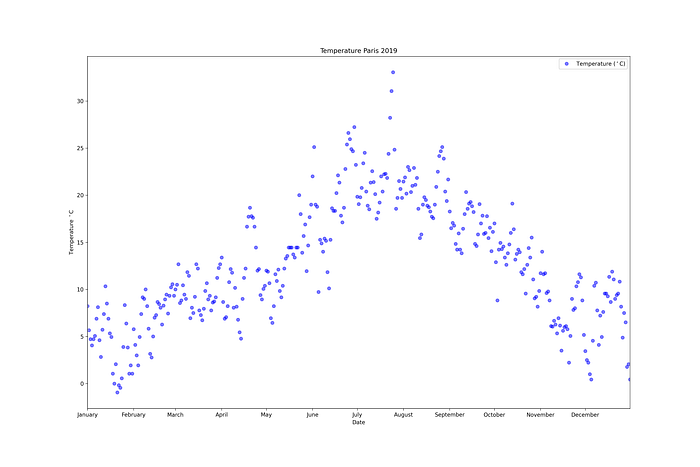 Temperature Paris 2019
Temperature (°C)
30
25
20
15
10
5
0
Temperature °C
January February March April May June July August September October November December
Date